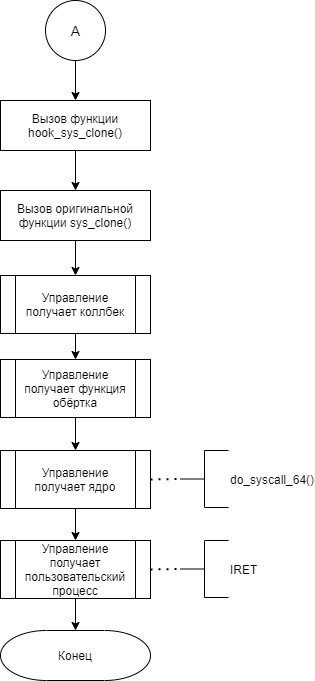 A
Вызов функции
hook_sys_clone()
Вызов оригинальной
функции sys_clone()
Управление
получает коллбек
Управление
получает функция
обёртка
Управление
получает ядро
do_syscall_64()
Управление
получает
пользовательский
процесс
IRET
Конец